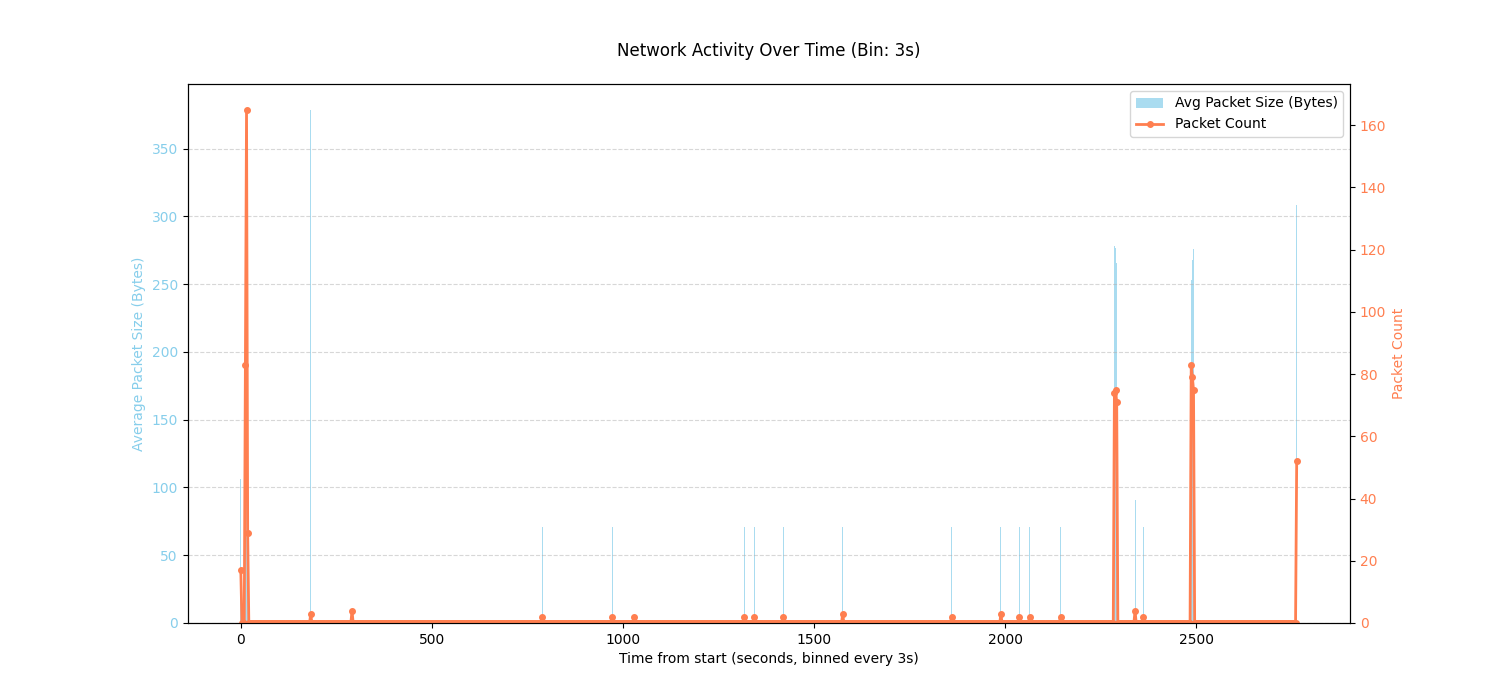 Network Activity Over Time (Bin: 3s)
Avg Packet Size (Bytes)
Packet Count
Average Packet Size (Bytes)
350
300
250
200
150
100
50
0
160
140
120
100
80
60
40
20
0
Packet Count
0 500 1000 1500 2000 2500
Time from start (seconds, binned every 3s)